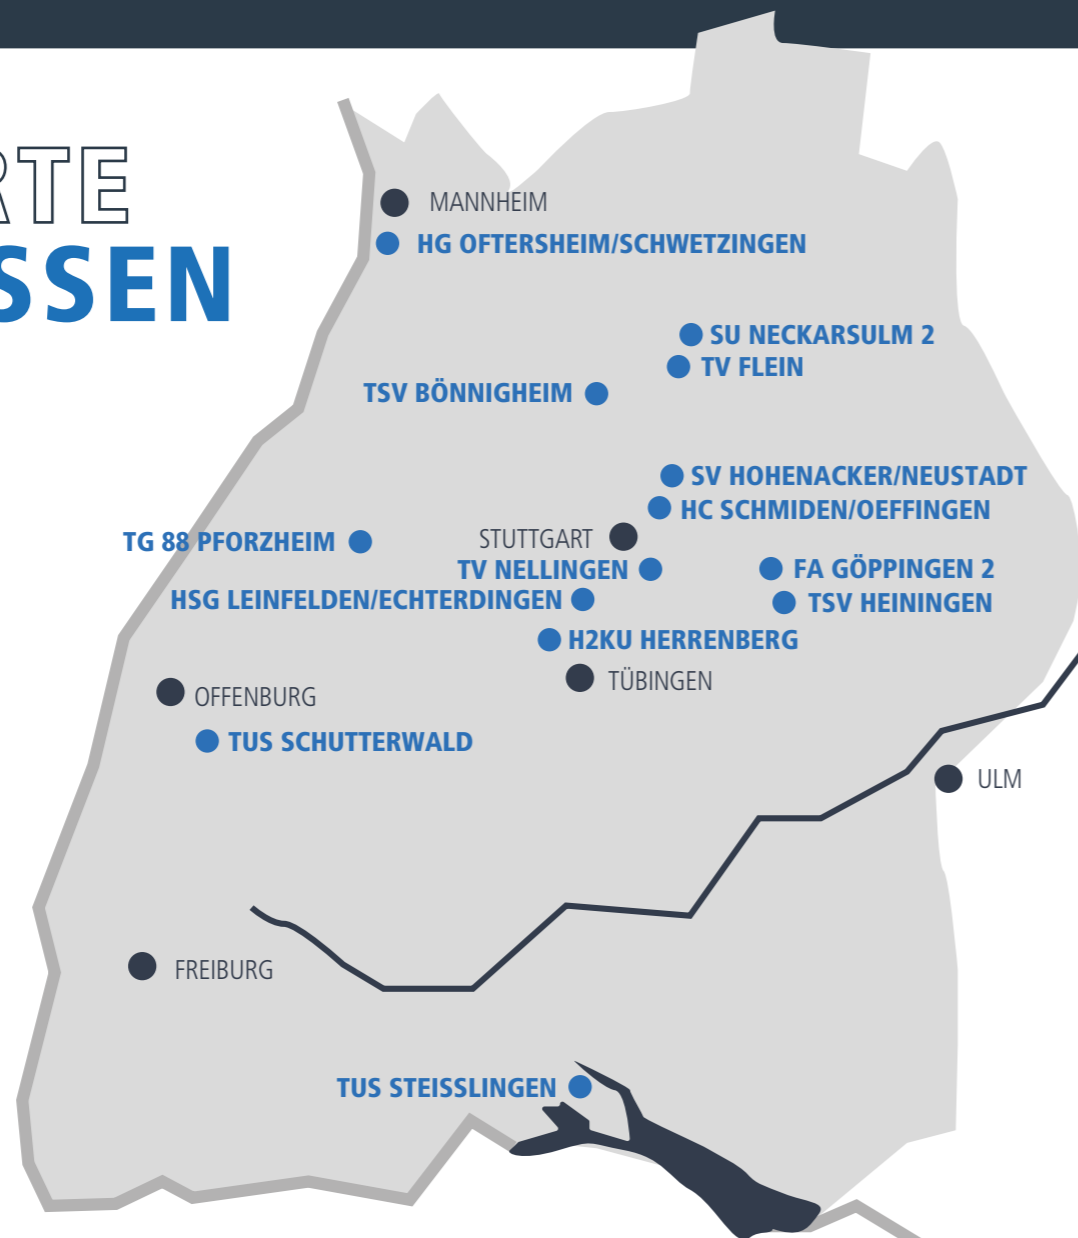 RTE
SSEN
MANNHEIM
HG OFTERSHEIM/SCHWETZINGEN
SU NECKARSULM 2
TV FLEIN
TSV BÖNNIGHEIM
SV HOHENACKER/NEUSTADT
HC SCHMIDEN/OEFFINGEN
TG 88 PFORZHEIM
STUTTGART
TV NELLINGEN
FA GÖPPINGEN 2
HSG LEINFELDEN/ECHTERDINGEN
TSV HEININGEN
H2KU HERRENBERG
TÜBINGEN
OFFENBURG
TUS SCHUTTERWALD
ULM
FREIBURG
TUS STEISSLINGEN